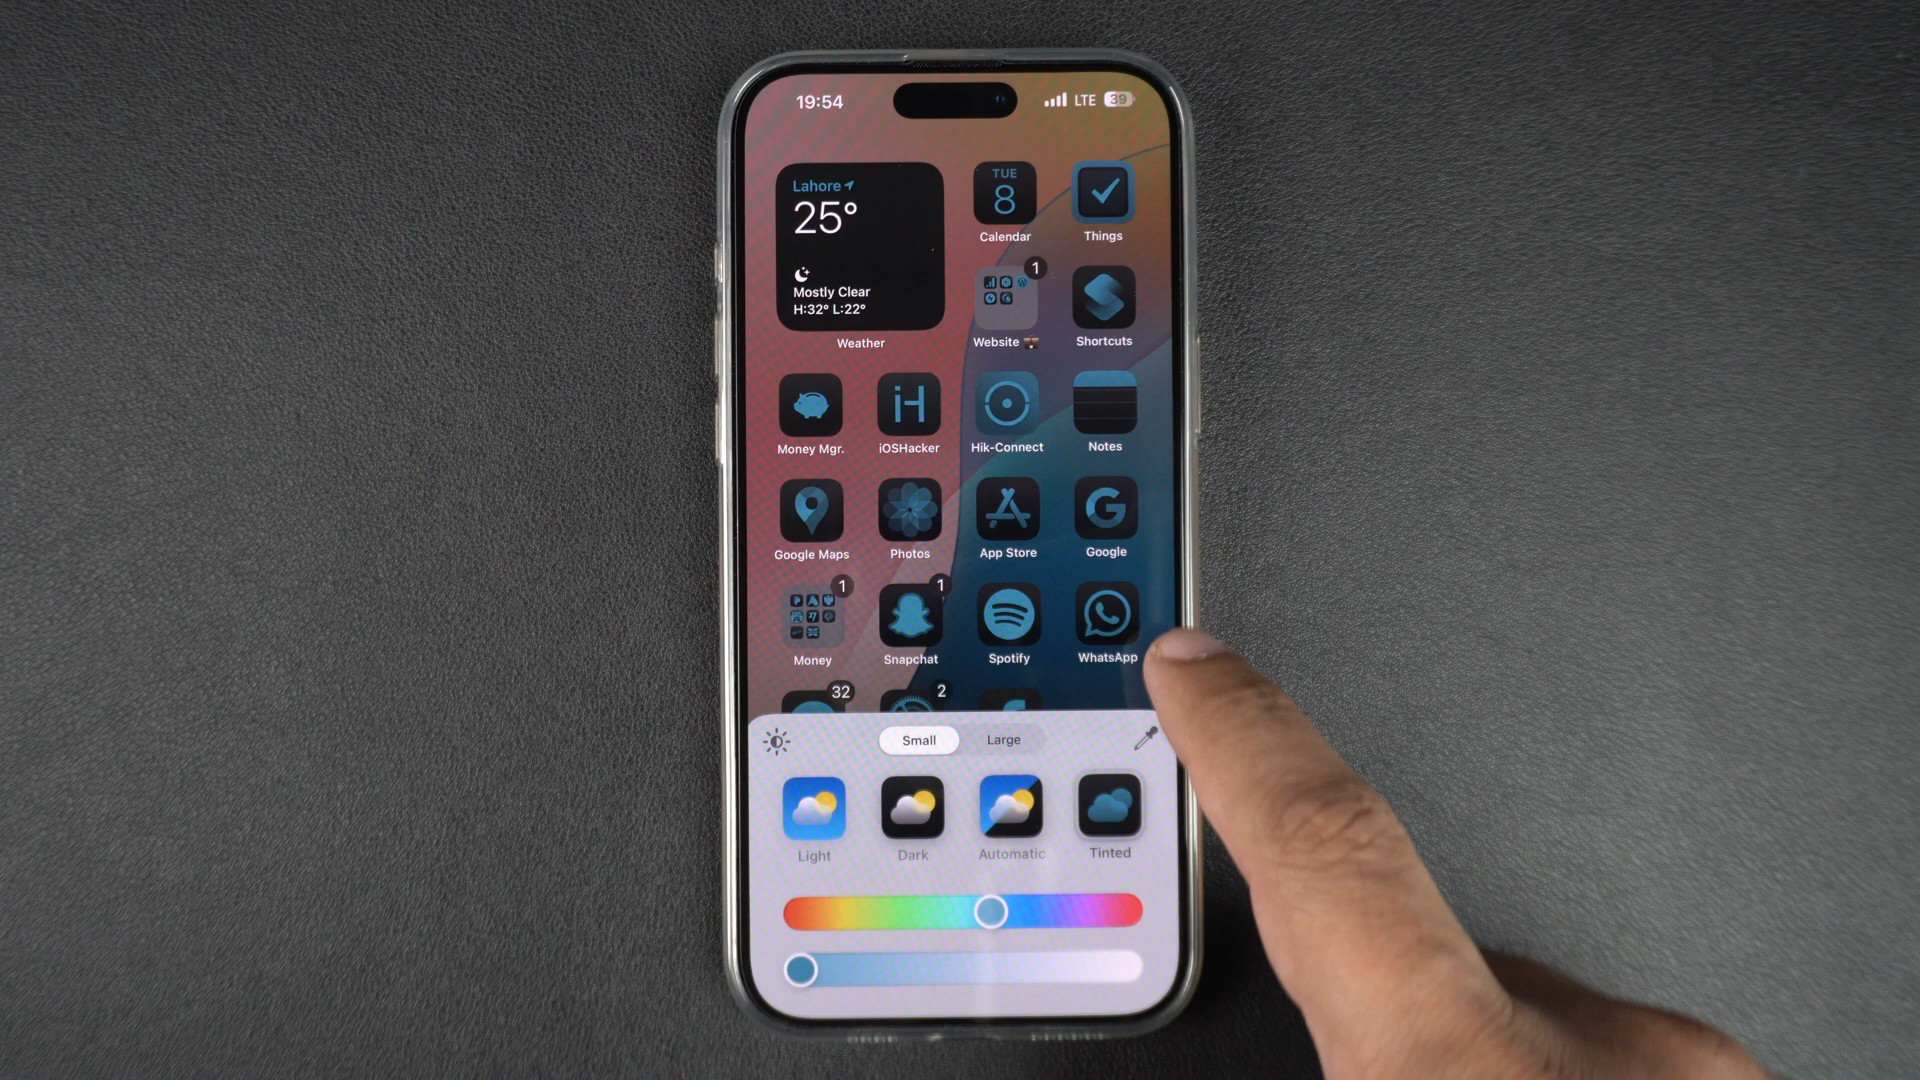 19:54
LTE 39
Lahore
25°
Mostly Clear
H:32° L:22°
Weather
TUE
8
Calendar
Things
1
Website
Shortcuts
Money Mgr.
iH
iOSHacker
Hik-Connect
Notes
Google Maps
Photos
App Store
G
Google
1
Money
1
Snapchat
Spotify
WhatsApp
32
2
Small
Large
Light
Dark
Automatic
Tinted